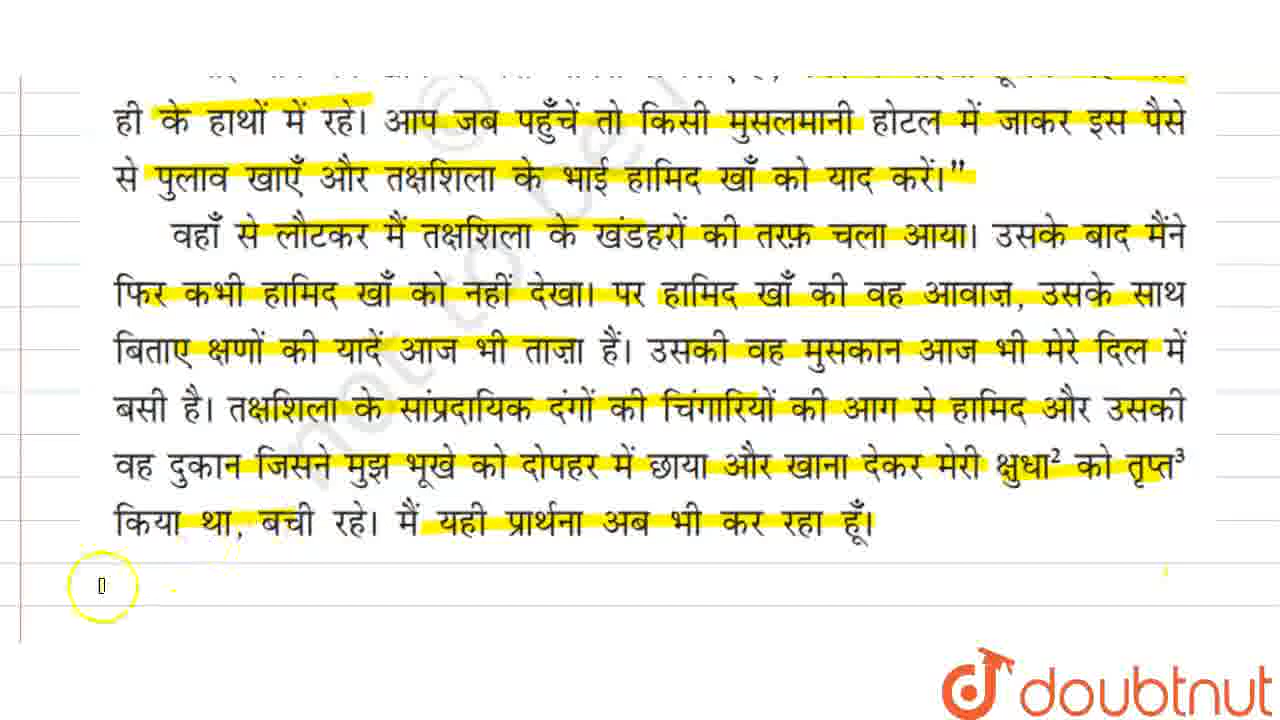 ही के हाथों में रहे। आप जब पहुँचें तो किसी मुसलमानी होटल में जाकर इस पैसे
से पुलाव खाएँ और तक्षशिला के भाई हामिद खाँ को याद करें।”
वहाँ से लौटकर मैं तक्षशिला के खंडहरों की तरफ़ चला आया। उसके बाद मैंने
फिर कभी हामिद खाँ को नहीं देखा। पर हामिद खाँ की वह आवाज़, उसके साथ
बिताए क्षणों की यादें आज भी ताज़ा हैं। उसकी वह मुसकान आज भी मेरे दिल में
बसी है। तक्षशिला के सांप्रदायिक दंगों की चिंगारियों की आग से हामिद और उसकी
वह दुकान जिसने मुझ भूखे को दोपहर में छाया और खाना देकर मेरी क्षुधा² को तृप्त³
किया था, बची रहे। मैं यही प्रार्थना अब भी कर रहा हूँ।
doubtnut